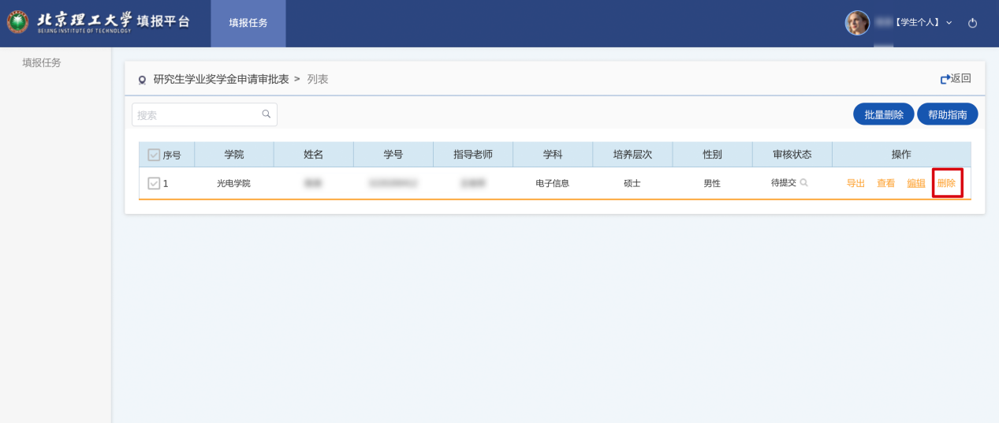 北京理工大学 填报平台
BEIJING INSTITUTE OF TECHNOLOGY
填报任务
【学生个人】
填报任务
研究生学业奖学金申请审批表 > 列表
返回
搜索
批量删除 帮助指南
序号 学院 姓名 学号 指导老师 学科 培养层次 性别 审核状态 操作
1 光电学院 电子信息 硕士 男性 待提交 导出 查看 编辑 删除